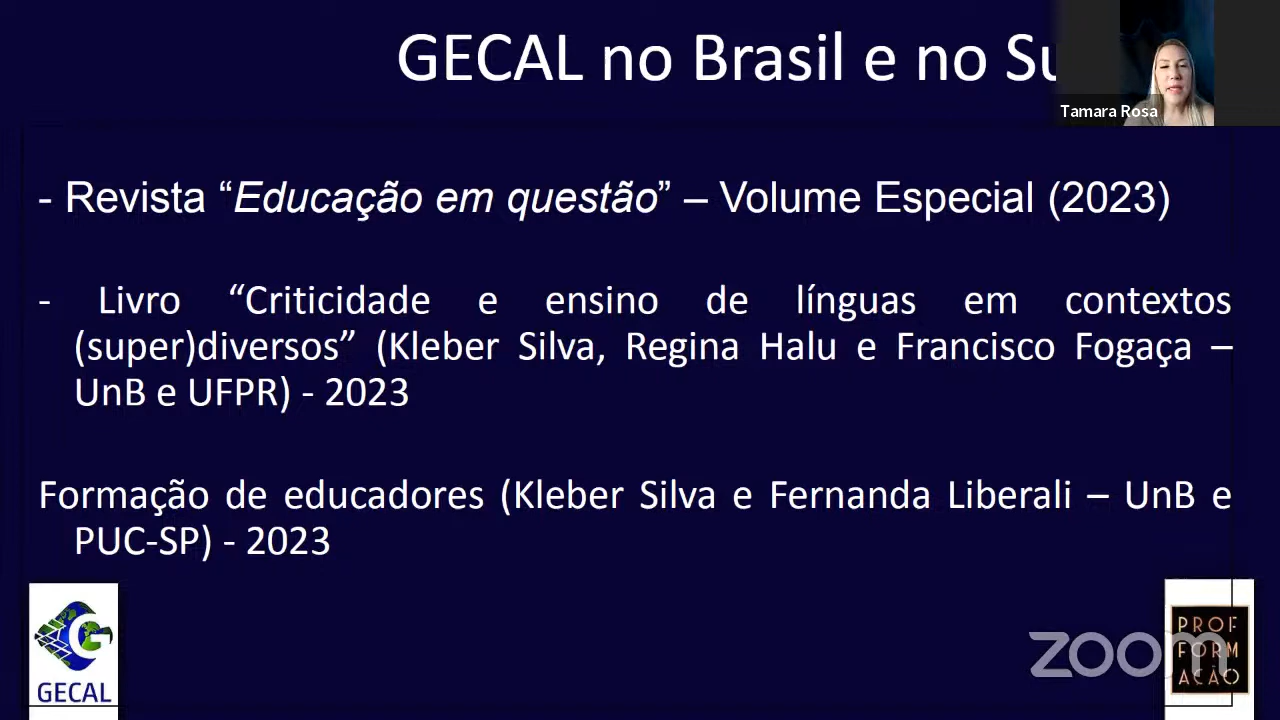 GECAL no Brasil e no Su
Tamara Rosa
- Revista “Educação em questão” – Volume Especial (2023)
- Livro “Criticidade e ensino de línguas em contextos
(super)diversos” (Kleber Silva, Regina Halu e Francisco Fogaça –
UnB e UFPR) - 2023
Formação de educadores (Kleber Silva e Fernanda Liberali – UnB e
PUC-SP) - 2023
GECAL
zoom
PROF
FORM
AÇÃO